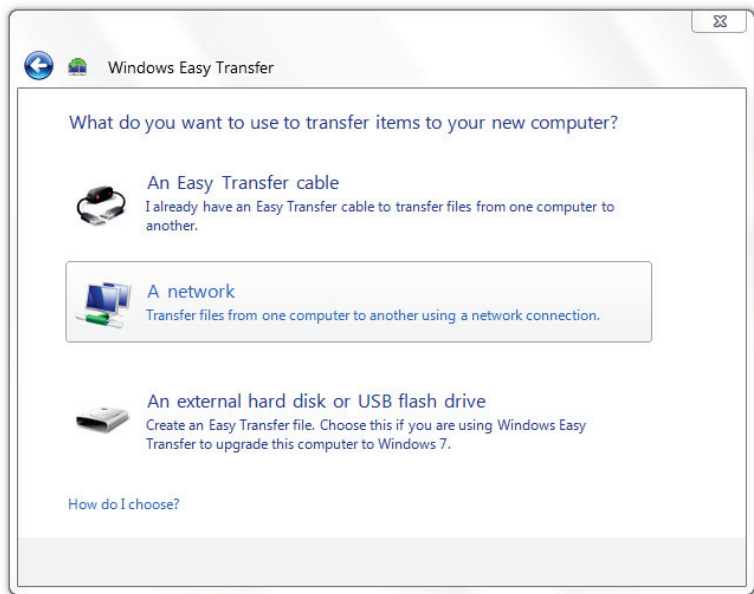 Windows Easy Transfer
What do you want to use to transfer items to your new computer?
An Easy Transfer cable
I already have an Easy Transfer cable to transfer files from one computer to
another.
A network
Transfer files from one computer to another using a network connection.
An external hard disk or USB flash drive
Create an Easy Transfer file. Choose this if you are using Windows Easy
Transfer to upgrade this computer to Windows 7.
How do I choose?